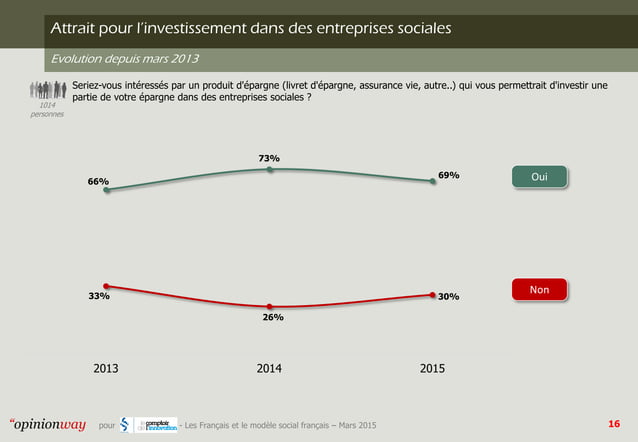 Attrait pour l'investissement dans des entreprises sociales
Evolution depuis mars 2013
Seriez-vous intéressés par un produit d'épargne (livret d'épargne, assurance vie, autre..) qui vous permettrait d'investir une
partie de votre épargne dans des entreprises sociales ?
1014
personnes
73%
66%
69%
Oui
33%
26%
30%
Non
2013 2014 2015
“opinionway pour le comptoir de l'innovation - Les Français et le modèle social français – Mars 2015 16